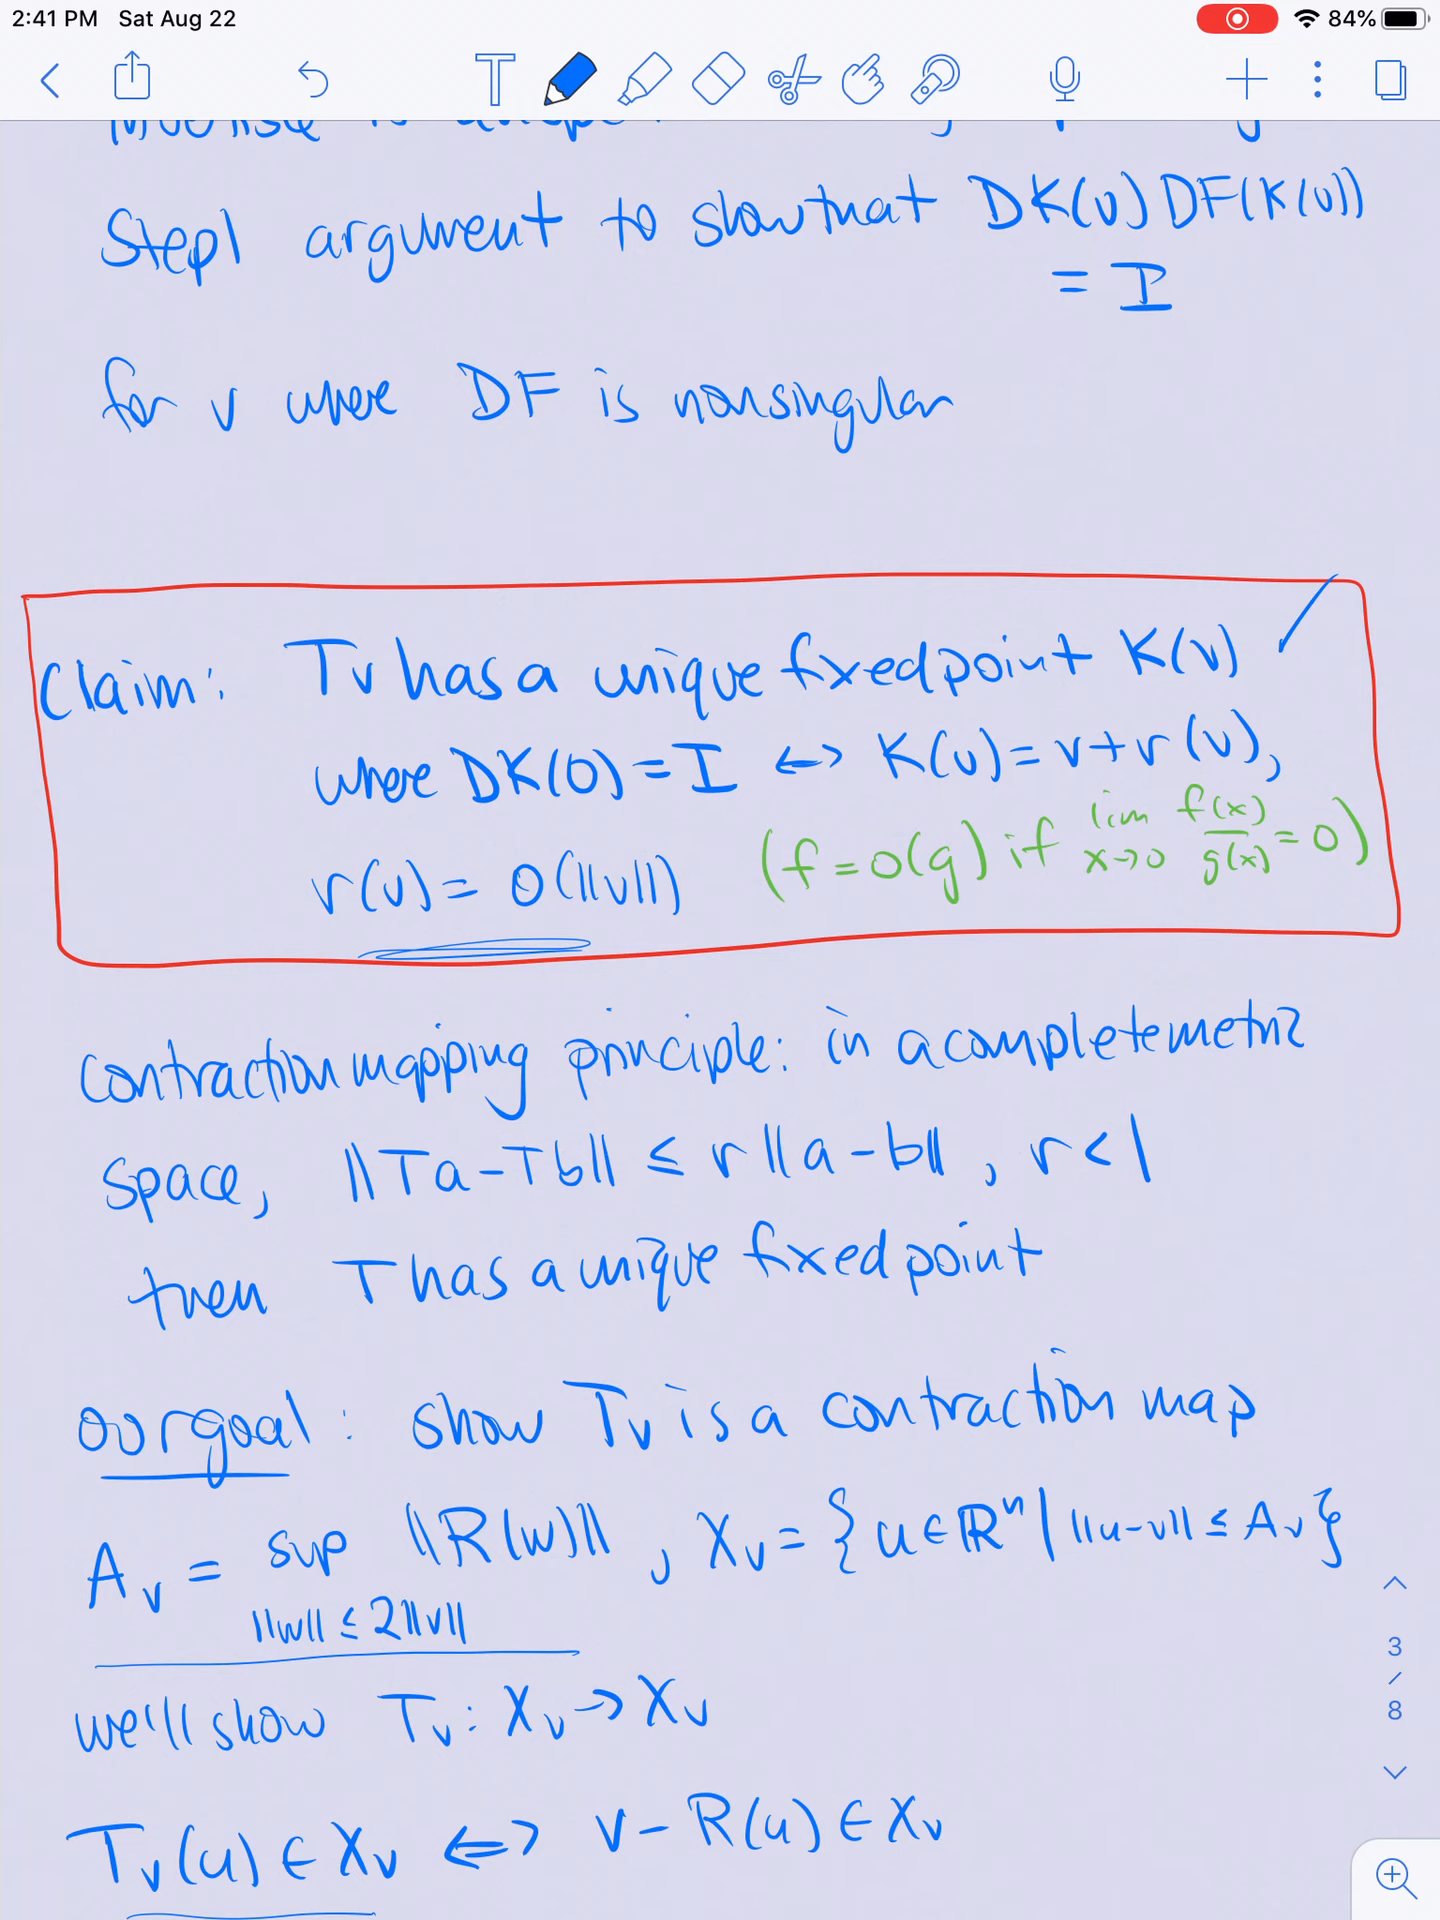 2:41 PM Sat Aug 22
84%
T
Step1 argument to show that DK(v) DF(K(v))
= I
for v where DF is nonsingular
Claim: Tv has a unique fixed point K(v)
where DK(0) = I ↔ K(v) = v + r(v),
r(v) = o(||v||) (f = o(g) if lim x→0 f(x)/g(x) = 0)
contraction mapping principle: in a complete metric
space, ||Ta - Tb|| ≤ r||a - b||, r < 1
then T has a unique fixed point
our goal: show Tv is a contraction map
Av = sup ||R(w)||, Xv = {u ∈ ℝⁿ | ||u - v|| ≤ Av}
||w|| ≤ 2||v||
we'll show Tv : Xv → Xv
Tv(u) ∈ Xv ↔ v - R(u) ∈ Xv
3
/
8